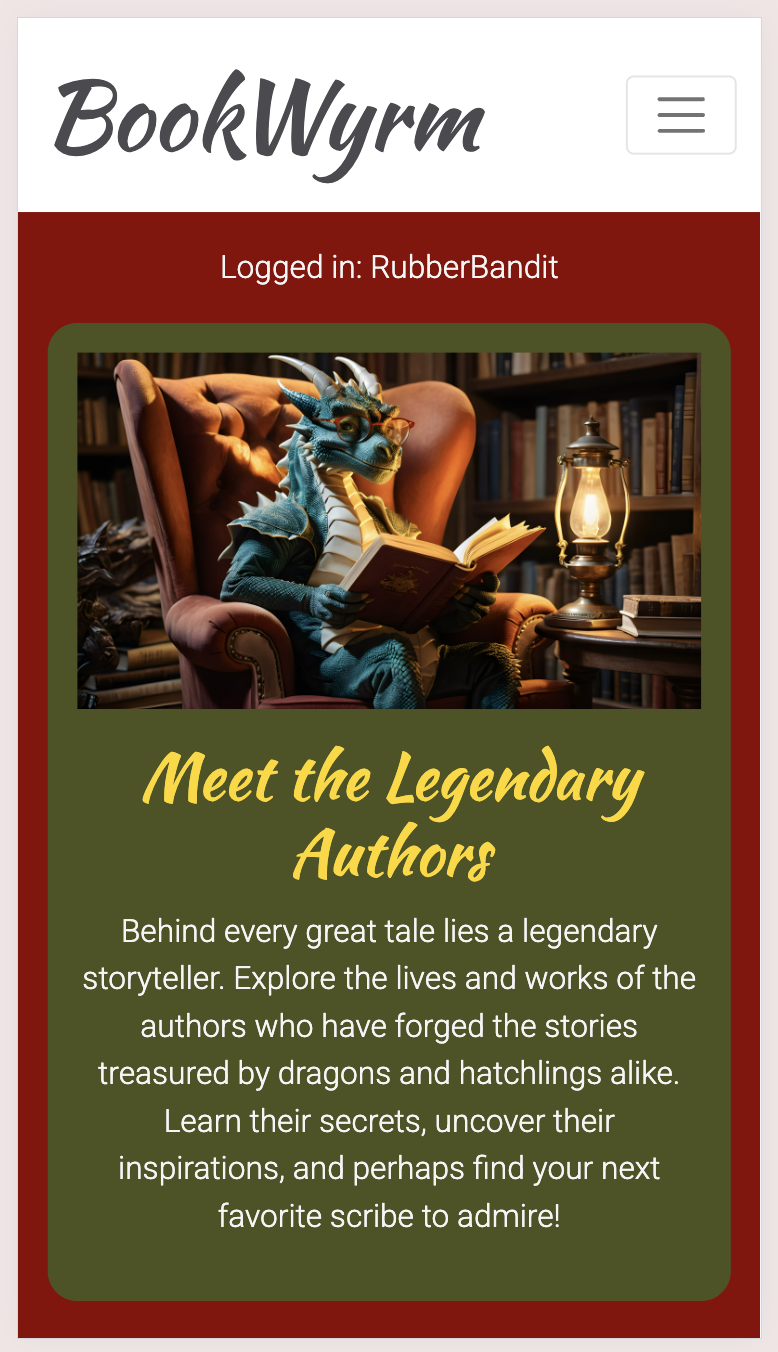 BookWyrm
Logged in: RubberBandit
Meet the Legendary
Authors
Behind every great tale lies a legendary
storyteller. Explore the lives and works of the
authors who have forged the stories
treasured by dragons and hatchlings alike.
Learn their secrets, uncover their
inspirations, and perhaps find your next
favorite scribe to admire!